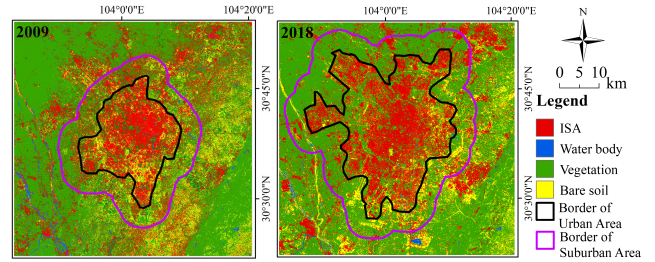 104°0'0"E 104°20'0"E
104°0'0"E 104°20'0"E
2009
2018
30°45'0"N
30°30'0"N
30°45'0"N
30°30'0"N
N
0 5 10
km
Legend
ISA
Water body
Vegetation
Bare soil
Border of
Urban Area
Border of
Suburban Area